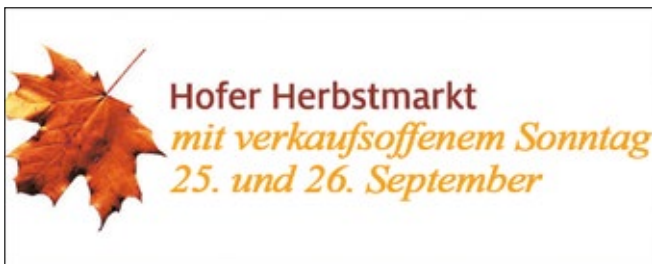 Hofer Herbstmarkt
mit verkaufsoffenem Sonntag
25. und 26. September